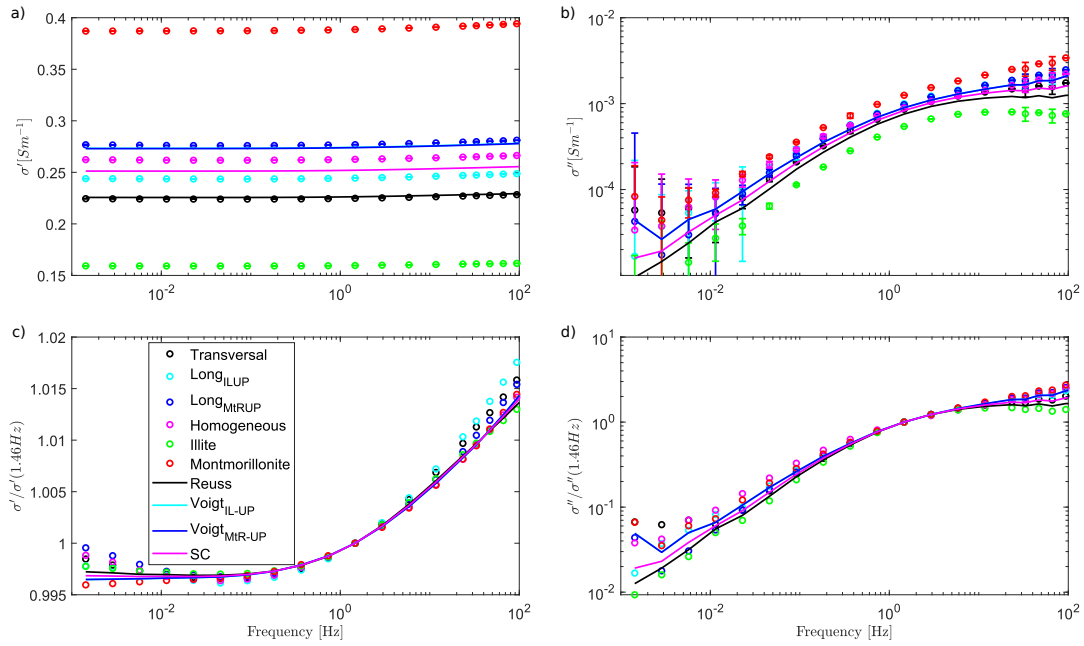 a)
0.4
0.35
0.3
0.25
0.2
0.15
σ′[Sm⁻¹]
10⁻²
10⁰
10²
b)
10⁻²
10⁻³
10⁻⁴
σ″[Sm⁻¹]
10⁻²
10⁰
10²
c)
1.02
1.015
1.01
1.005
1
0.995
σ′/σ′(1.46Hz)
Transversal
Long_ILUP
Long_MtRUP
Homogeneous
Illite
Montmorillonite
Reuss
Voigt_IL-UP
Voigt_MtR-UP
SC
10⁻²
10⁰
10²
Frequency [Hz]
d)
10¹
10⁰
10⁻¹
10⁻²
σ″/σ″(1.46Hz)
10⁻²
10⁰
10²
Frequency [Hz]